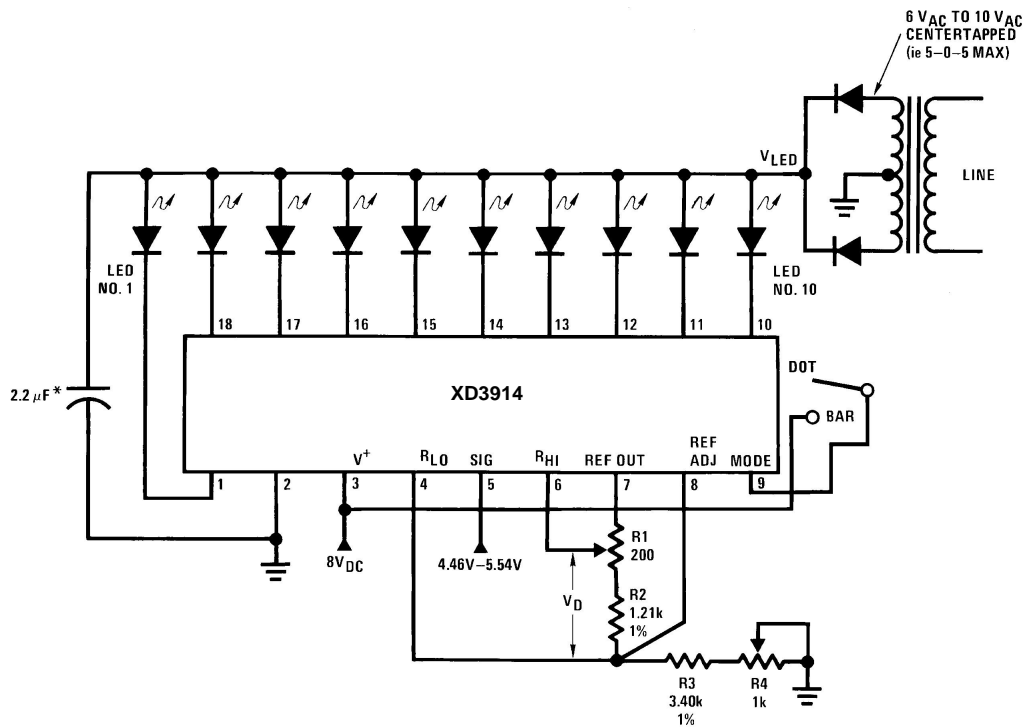 6 VAC TO 10 VAC
CENTERTAPPED
(ie 5–0–5 MAX)
VLED
LINE
LED
NO. 1
LED
NO. 10
18
17
16
15
14
13
12
11
10
2.2 μF*
XD3914
DOT
BAR
V+
RLO
SIG
RHI
REF OUT
REF
ADJ
MODE
1
2
3
4
5
6
7
8
9
8VDC
4.46V–5.54V
R1
200
VD
R2
1.21k
1%
R3
3.40k
1%
R4
1k